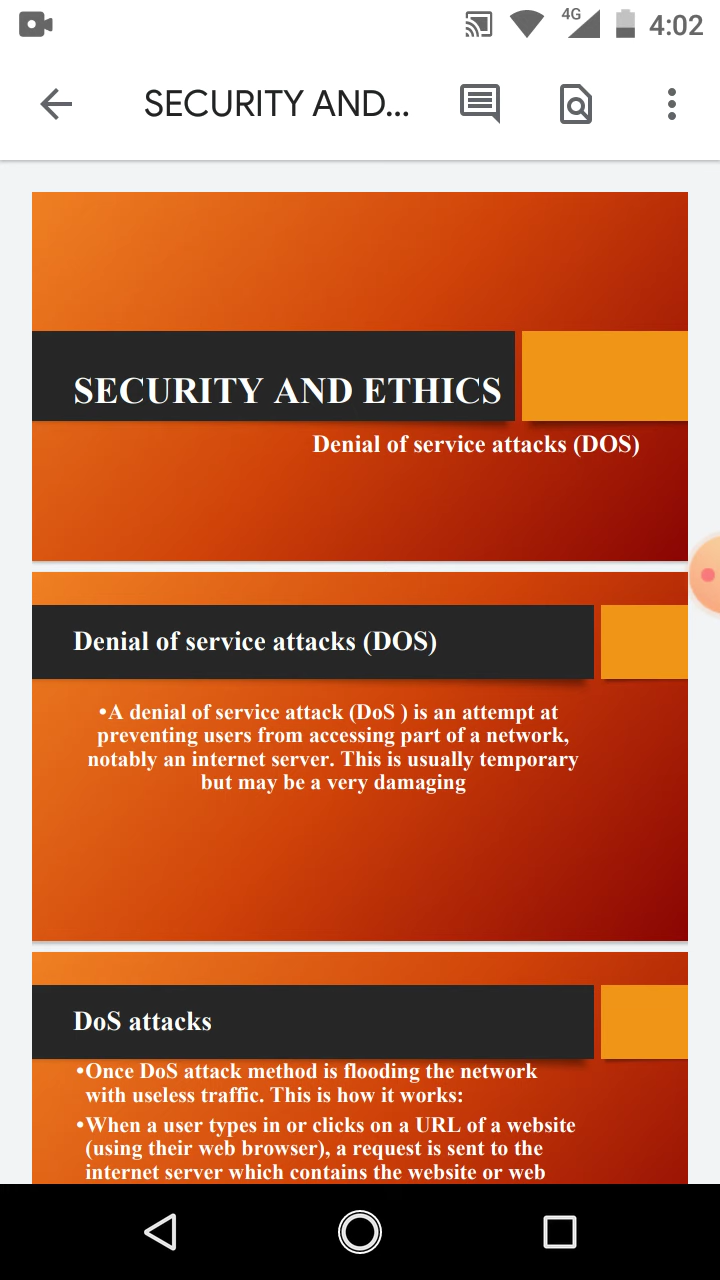 4G 4:02
SECURITY AND...
SECURITY AND ETHICS
Denial of service attacks (DOS)
Denial of service attacks (DOS)
•A denial of service attack (DoS ) is an attempt at
preventing users from accessing part of a network,
notably an internet server. This is usually temporary
but may be a very damaging
DoS attacks
•Once DoS attack method is flooding the network
with useless traffic. This is how it works:
•When a user types in or clicks on a URL of a website
(using their web browser), a request is sent to the
internet server which contains the website or web